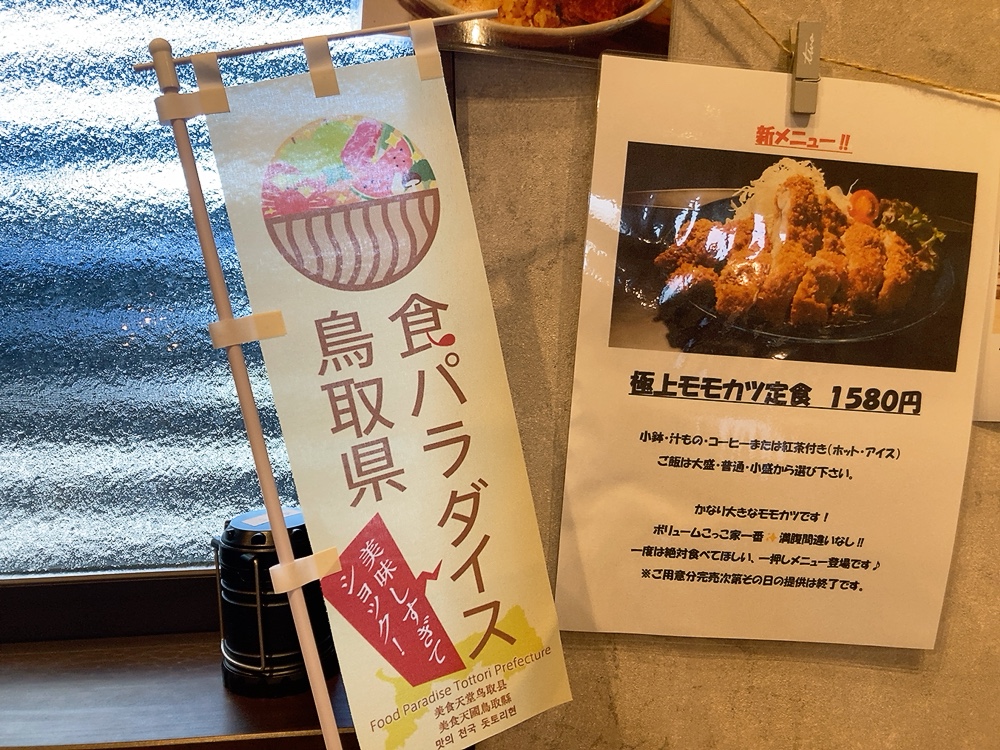 食パラダイス
鳥取県
美味しすぎて
ショック!
Food Paradise Tottori Prefecture
美食天堂鸟取县
美食天國鳥取縣
맛의 천국 돗토리현
新メニュー!!
極上モモカツ定食 1580円
小鉢・汁もの・コーヒーまたは紅茶付き(ホット・アイス)
ご飯は大盛・普通・小盛から選び下さい。
かなり大きなモモカツです!
ボリュームこっこ家一番✨満腹間違いなし!!
一度は絶対食べてほしい、一押しメニュー登場です♪
※ご用意分完売次第その日の提供は終了です。